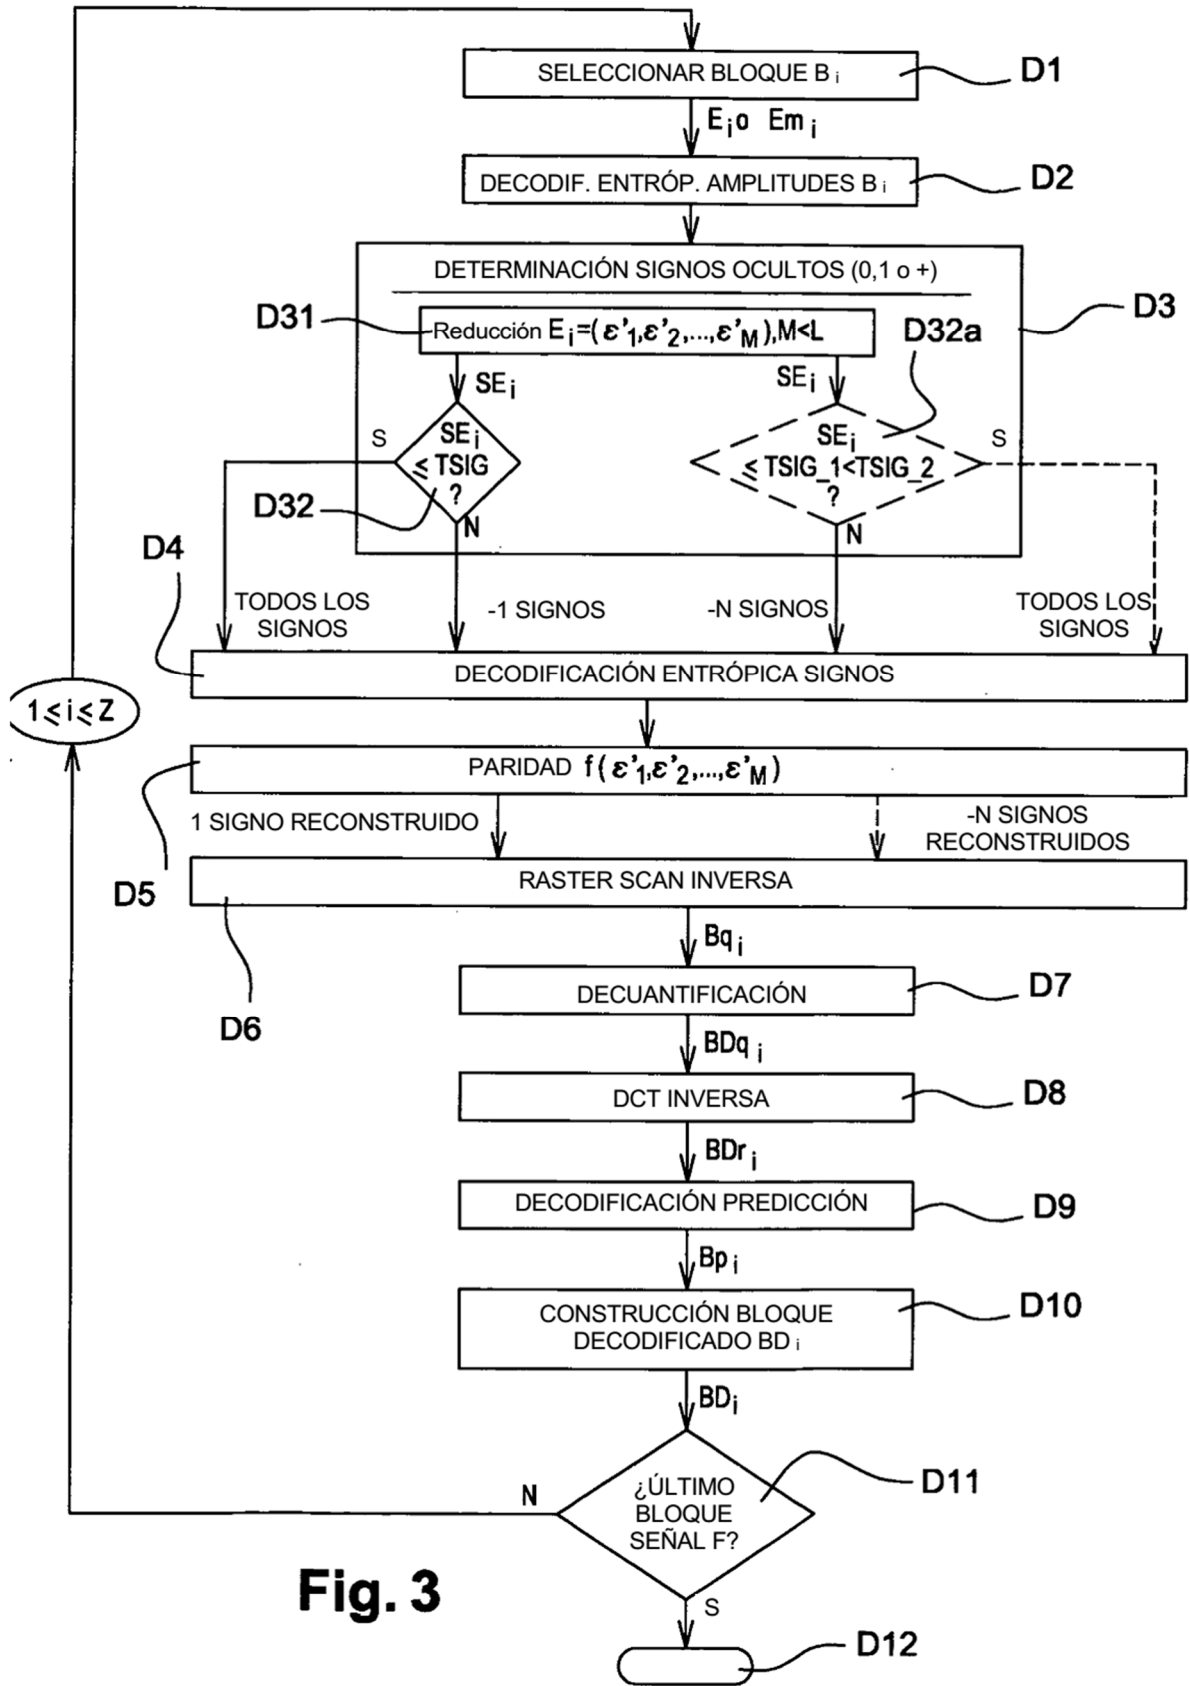 SELECCIONAR BLOQUE B i
D1
E i o Em i
DECODIF. ENTRÓP. AMPLITUDES B i
D2
DETERMINACIÓN SIGNOS OCULTOS (0,1 o +)
D3
D31
Reducción E i =(ε'1,ε'2,...,ε'M),M<L
D32a
SE i
SE i
S
SE i
≤ TSIG
?
D32
N
SE i
≤ TSIG_1<TSIG_2
?
S
N
D4
TODOS LOS
SIGNOS
-1 SIGNOS
-N SIGNOS
TODOS LOS
SIGNOS
DECODIFICACIÓN ENTRÓPICA SIGNOS
1≤i≤Z
PARIDAD f(ε'1,ε'2,...,ε'M)
1 SIGNO RECONSTRUIDO
-N SIGNOS
RECONSTRUIDOS
D5
RASTER SCAN INVERSA
D6
Bq i
DECUANTIFICACIÓN
D7
BDq i
DCT INVERSA
D8
BDr i
DECODIFICACIÓN PREDICCIÓN
D9
Bp i
CONSTRUCCIÓN BLOQUE
DECODIFICADO BD i
D10
BD i
¿ÚLTIMO
BLOQUE
SEÑAL F?
D11
N
S
Fig. 3
D12